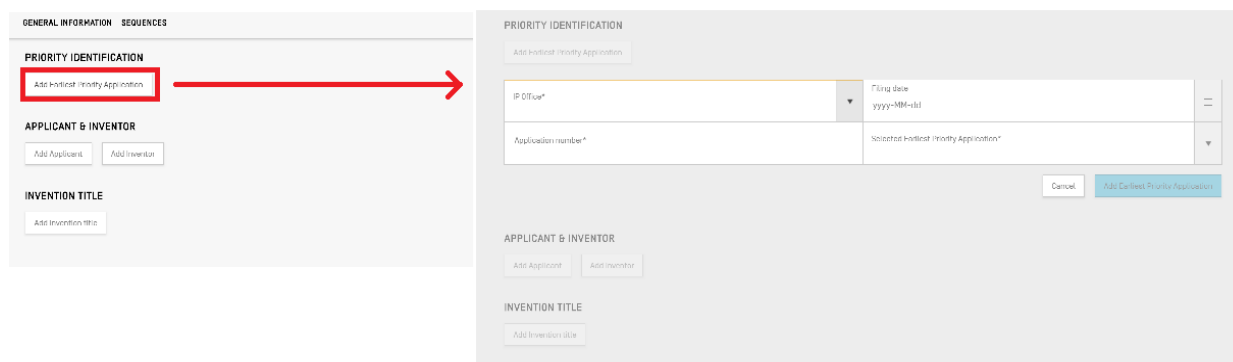 GENERAL INFORMATION SEQUENCES
PRIORITY IDENTIFICATION
Add Earliest Priority Application
APPLICANT & INVENTOR
Add Applicant Add Inventor
INVENTION TITLE
Add Invention title
PRIORITY IDENTIFICATION
Add Earliest Priority Application
IP Office*
Filing date
yyyy-MM-dd
Application number*
Selected Earliest Priority Application*
Cancel Add Earliest Priority Application
APPLICANT & INVENTOR
Add Applicant Add Inventor
INVENTION TITLE
Add Invention title